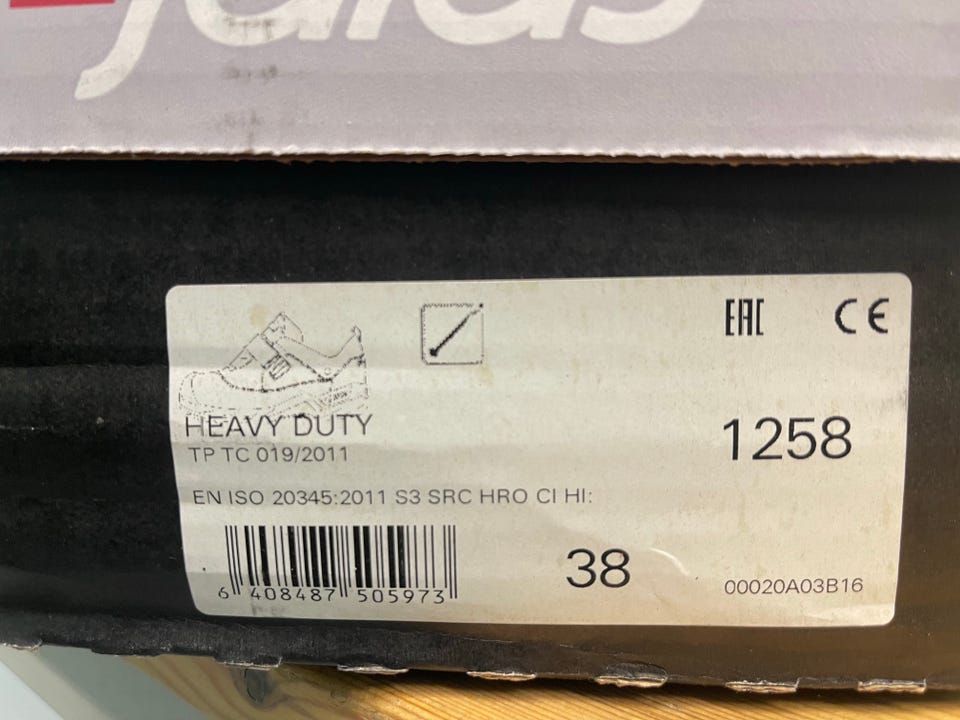 jalas
EAC CE
HEAVY DUTY
1258
TP TC 019/2011
EN ISO 20345:2011 S3 SRC HRO CI HI:
38
00020A03B16
6 408487 505973